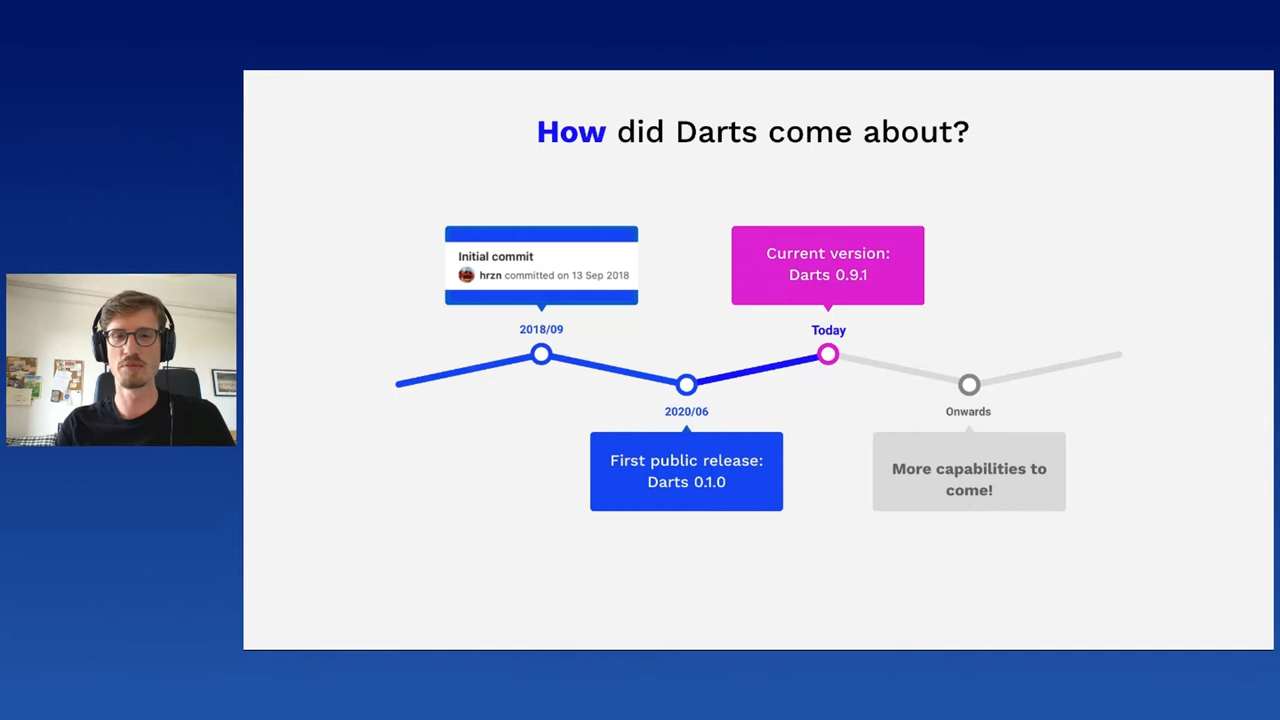 How did Darts come about?
Initial commit
hrzn committed on 13 Sep 2018
2018/09
Current version:
Darts 0.9.1
Today
2020/06
First public release:
Darts 0.1.0
Onwards
More capabilities to
come!